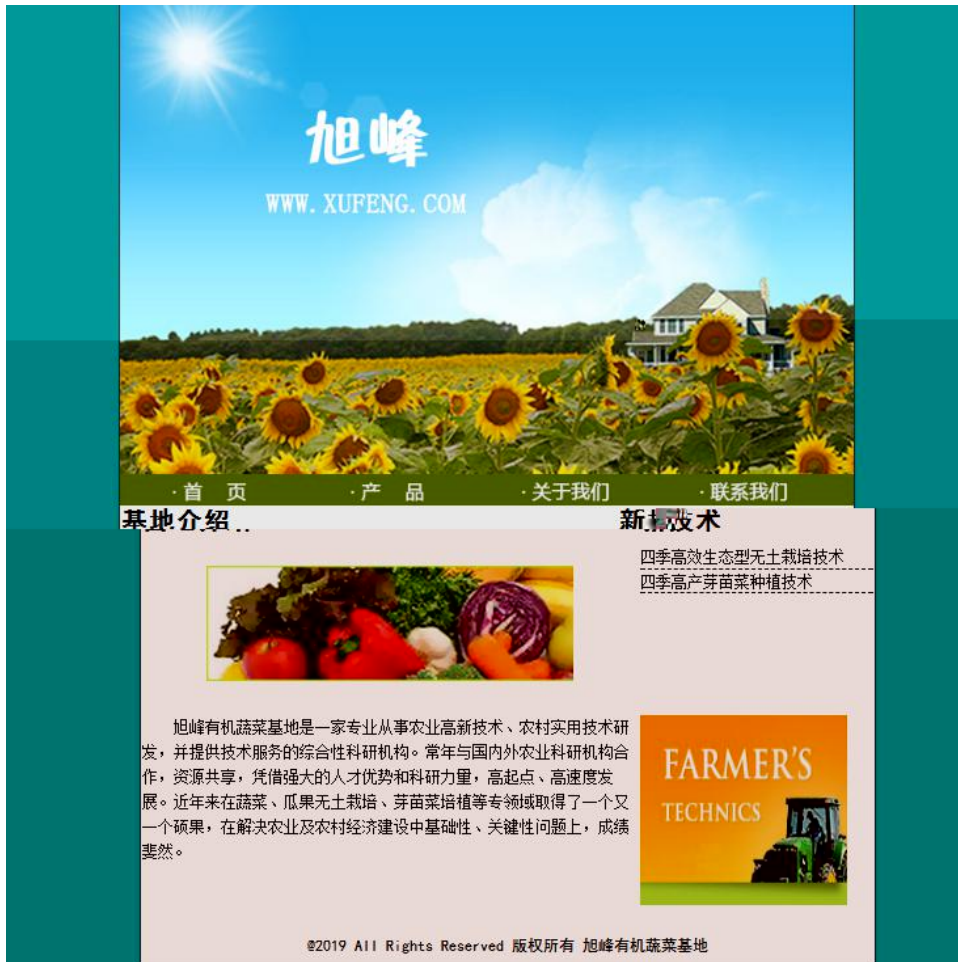 旭峰
WWW. XUFENG. COM
·首 页 ·产 品 ·关于我们 ·联系我们
基地介绍
新 技术
四季高效生态型无土栽培技术
四季高产芽苗菜种植技术
旭峰有机蔬菜基地是一家专业从事农业高新技术、农村实用技术研
发，并提供技术服务的综合性科研机构。常年与国内外农业科研机构合
作，资源共享，凭借强大的人才优势和科研力量，高起点、高速度发
展。近年来在蔬菜、瓜果无土栽培、芽苗菜培植等专领域取得了一个又
一个硕果，在解决农业及农村经济建设中基础性、关键性问题上，成绩
斐然。
FARMER'S
TECHNICS
@2019 All Rights Reserved 版权所有 旭峰有机蔬菜基地